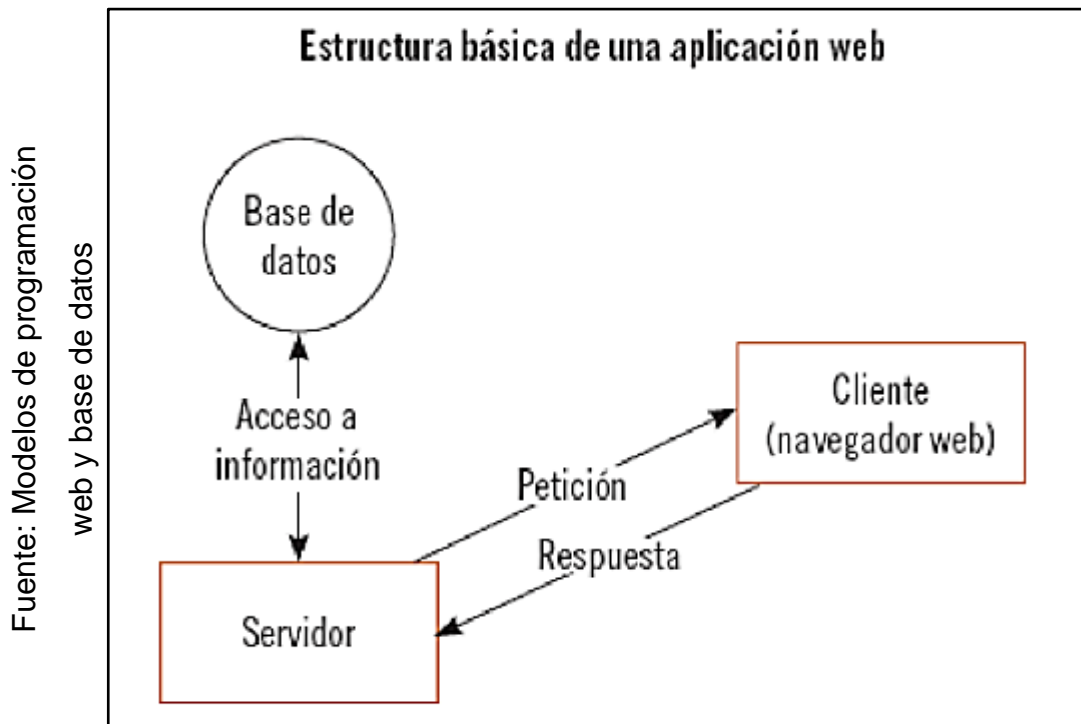 Estructura básica de una aplicación web
Fuente: Modelos de programación
web y base de datos
Base de
datos
Acceso a
información
Cliente
(navegador web)
Petición
Respuesta
Servidor